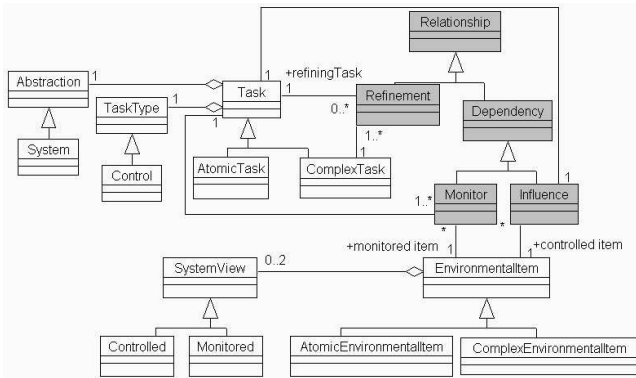 Relationship
Abstraction
1
1
1
+refiningTask
Task
1
Refinement
TaskType
1
0..*
Dependency
1
System
1..*
AtomicTask
ComplexTask
1
Control
Monitor
Influence
1
1..*
*
*
+monitored item
1
1
+controlled item
SystemView
0..2
EnvironmentalItem
Controlled
Monitored
AtomicEnvironmentalItem
ComplexEnvironmentalItem